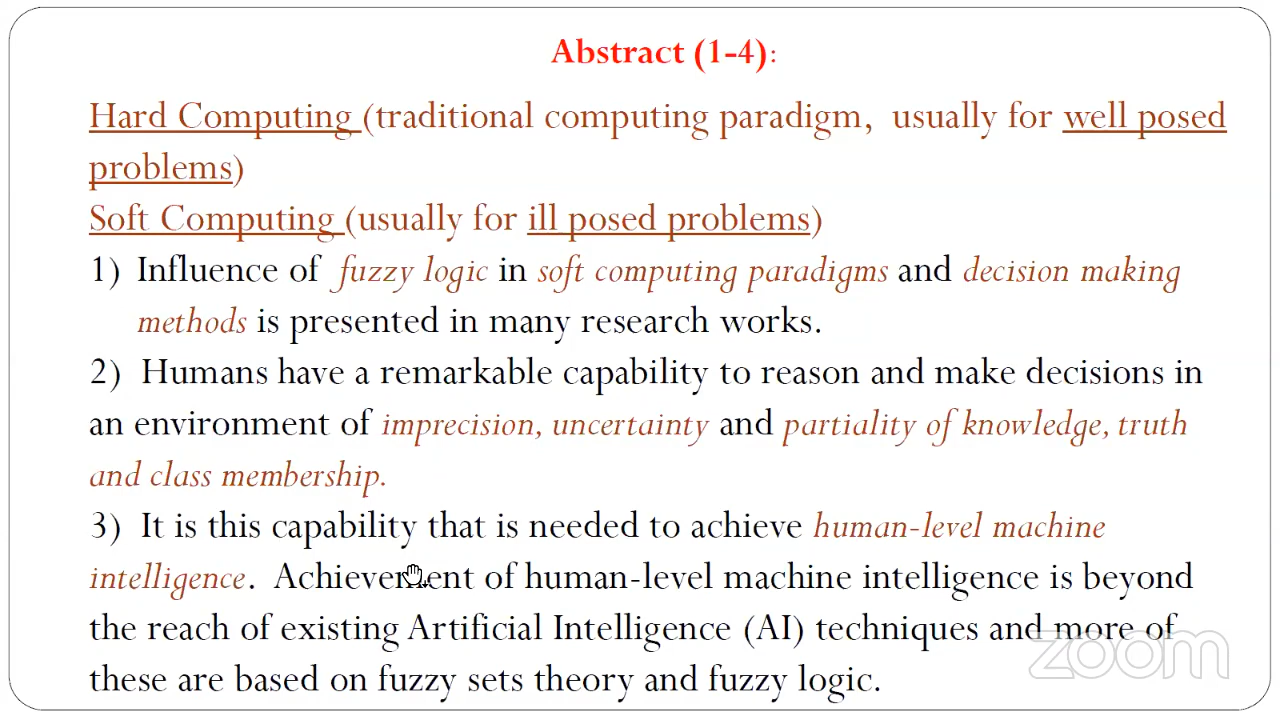 Abstract (1-4):
Hard Computing (traditional computing paradigm, usually for well posed
problems)
Soft Computing (usually for ill posed problems)
1) Influence of fuzzy logic in soft computing paradigms and decision making
methods is presented in many research works.
2) Humans have a remarkable capability to reason and make decisions in
an environment of imprecision, uncertainty and partiality of knowledge, truth
and class membership.
3) It is this capability that is needed to achieve human-level machine
intelligence. Achievement of human-level machine intelligence is beyond
the reach of existing Artificial Intelligence (AI) techniques and more of
these are based on fuzzy sets theory and fuzzy logic.
zoom